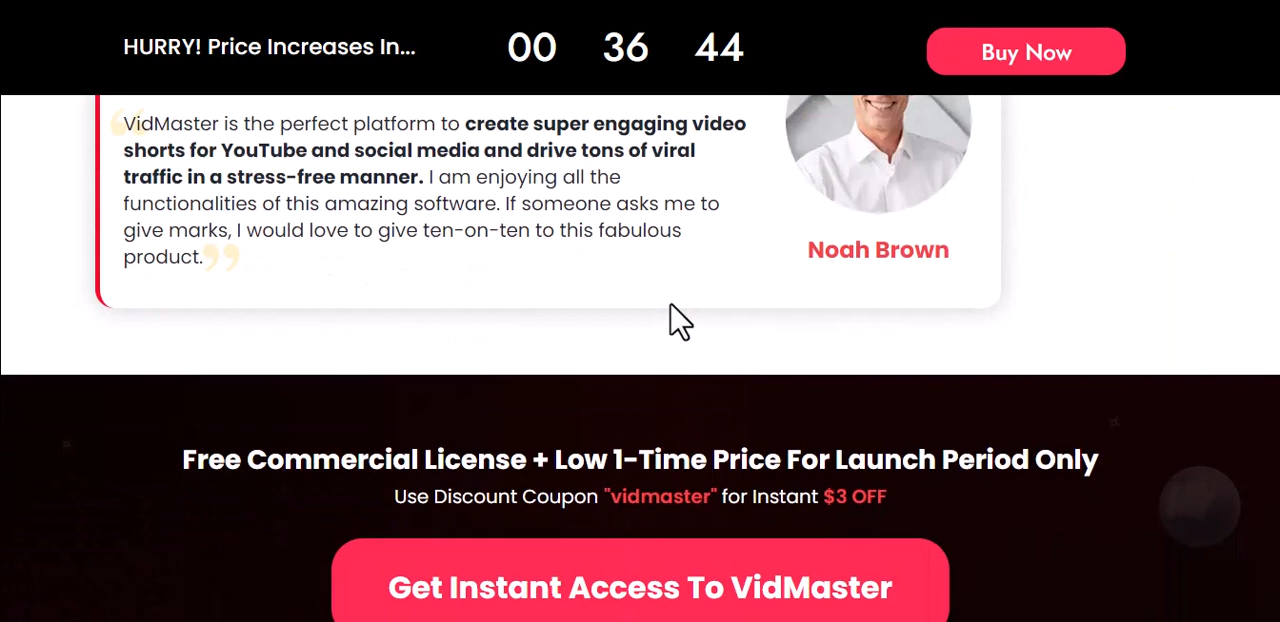 HURRY! Price Increases In... 00 36 44 Buy Now
VidMaster is the perfect platform to create super engaging video
shorts for YouTube and social media and drive tons of viral
traffic in a stress-free manner. I am enjoying all the
functionalities of this amazing software. If someone asks me to
give marks, I would love to give ten-on-ten to this fabulous
product.
Noah Brown
Free Commercial License + Low 1-Time Price For Launch Period Only
Use Discount Coupon "vidmaster" for Instant $3 OFF
Get Instant Access To VidMaster